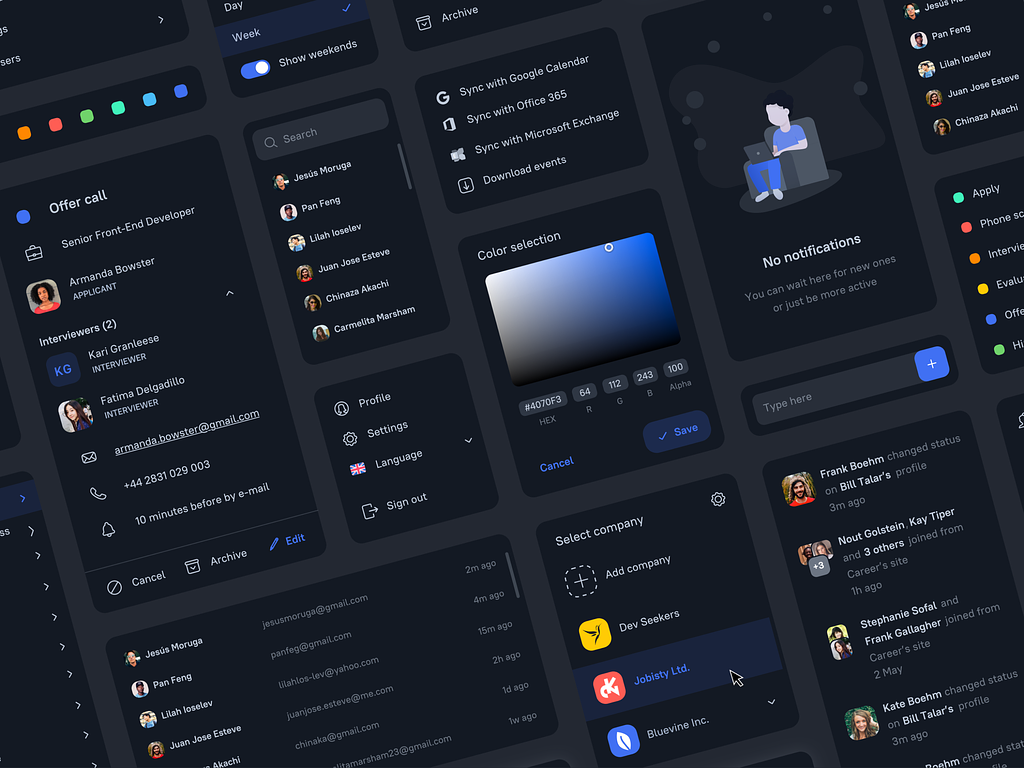 gs
sers
Day
Week
Show weekends
Archive
Offer call
Senior Front-End Developer
Armanda Bowster
APPLICANT
Interviewers (2)
KG
Kari Granleese
INTERVIEWER
Fatima Delgadillo
INTERVIEWER
armanda.bowster@gmail.com
+44 2831 029 003
10 minutes before by e-mail
Cancel
Archive
Edit
Search
Jesús Moruga
Pan Feng
Lilah Ioselev
Juan Jose Esteve
Chinaza Akachi
Carmelita Marsham
Sync with Google Calendar
Sync with Office 365
Sync with Microsoft Exchange
Download events
Color selection
#4070F3 64 112 243 100
HEX R G B Alpha
Cancel
Save
Profile
Settings
Language
Sign out
No notifications
You can wait here for new ones
or just be more active
Type here
+
Pan Feng
Lilah Ioselev
Juan Jose Esteve
Chinaza Akachi
Apply
Phone sc
Intervie
Evalu
Offe
Hi
ss
Jesús Moruga jesusmoruga@gmail.com 2m ago
Pan Feng panfeg@gmail.com 4m ago
Lilah Ioselev lilahlos-lev@yahoo.com 15m ago
Juan Jose Esteve juanjose.esteve@me.com 2h ago
Akachi chinaka@gmail.com 1d ago
litamarsham23@gmail.com 1w ago
Select company
Add company
Dev Seekers
Jobisty Ltd.
Bluevine Inc.
Frank Boehm changed status
on Bill Talar's profile
3m ago
+3
Nout Golstein, Kay Tiper
and 3 others joined from
Career's site
1h ago
Stephanie Sofal and
Frank Gallagher joined from
Career's site
2 May
Kate Boehm changed status
on Bill Talar's profile
3m ago
Boehm changed status